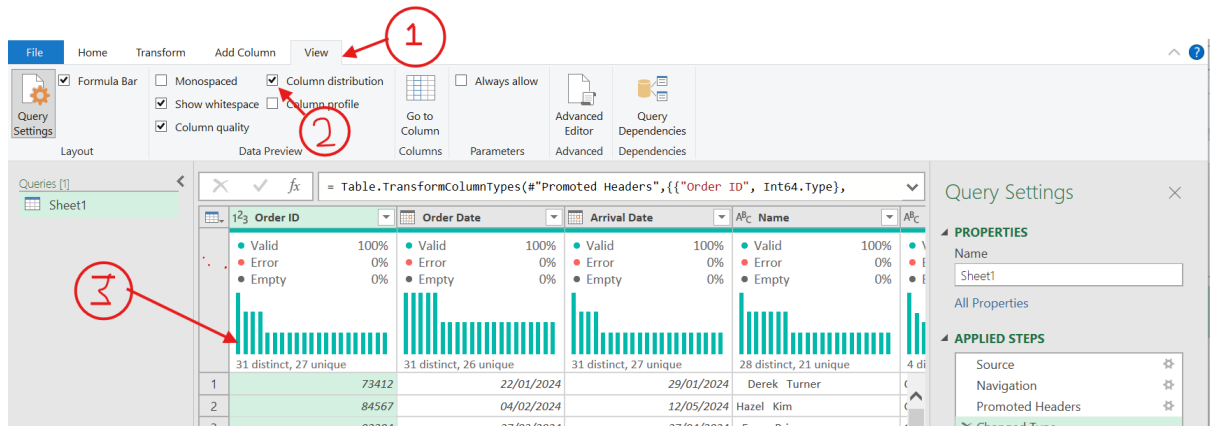 1
File Home Transform Add Column View
Monospaced Column distribution
Formula Bar Show whitespace Column profile Always allow
Column quality
Query Settings
Go to Column
Advanced Editor
Query Dependencies
2
Layout Data Preview Columns Parameters Advanced Dependencies
Queries [1]
Sheet1
fx = Table.TransformColumnTypes(#"Promoted Headers",{{"Order ID", Int64.Type},
Query Settings
PROPERTIES
Name
Sheet1
All Properties
APPLIED STEPS
Source
Navigation
Promoted Headers
Changed Type
1²3 Order ID Order Date Arrival Date ABC Name ABC
Valid 100% Valid 100% Valid 100% Valid 100%
Error 0% Error 0% Error 0% Error 0%
Empty 0% Empty 0% Empty 0% Empty 0%
3
31 distinct, 27 unique 31 distinct, 26 unique 31 distinct, 27 unique 28 distinct, 21 unique 4 di
1 73412 22/01/2024 29/01/2024 Derek Turner
2 84567 04/02/2024 12/05/2024 Hazel Kim